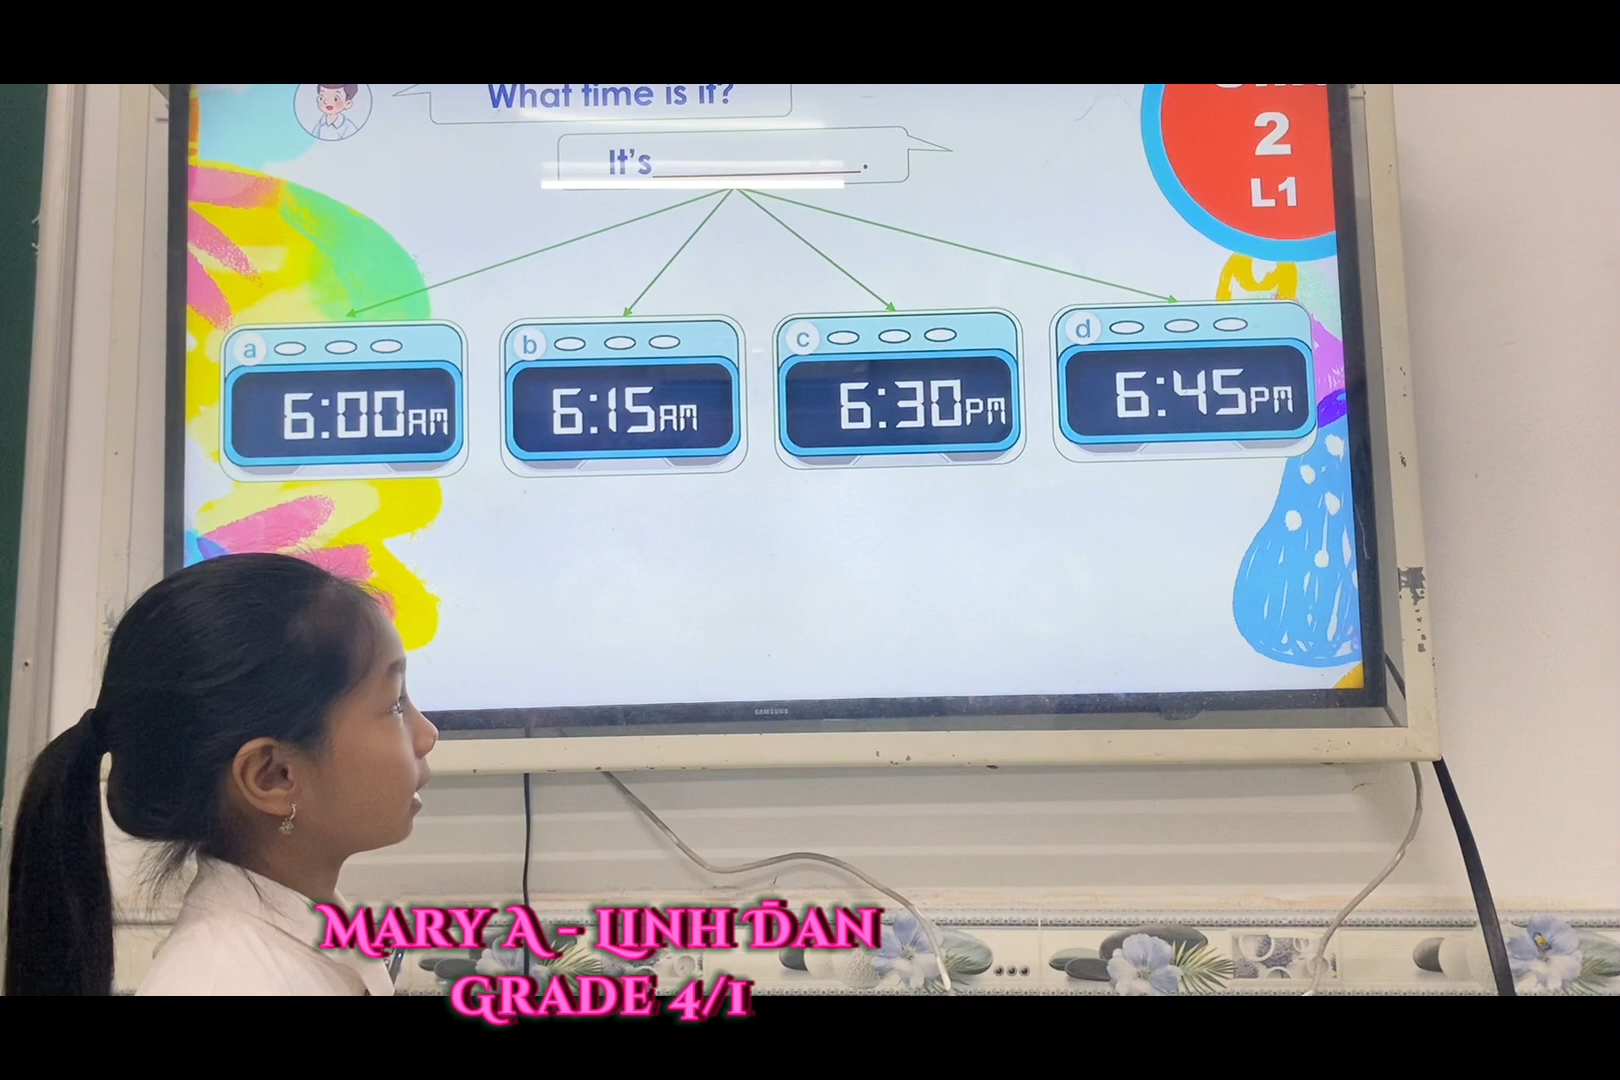 What time is it?
It's ____________.
2
L1
a
6:00AM
b
6:15AM
c
6:30PM
d
6:45PM
SAMSUNG
MARY A - LINH ĐAN
GRADE 4/1